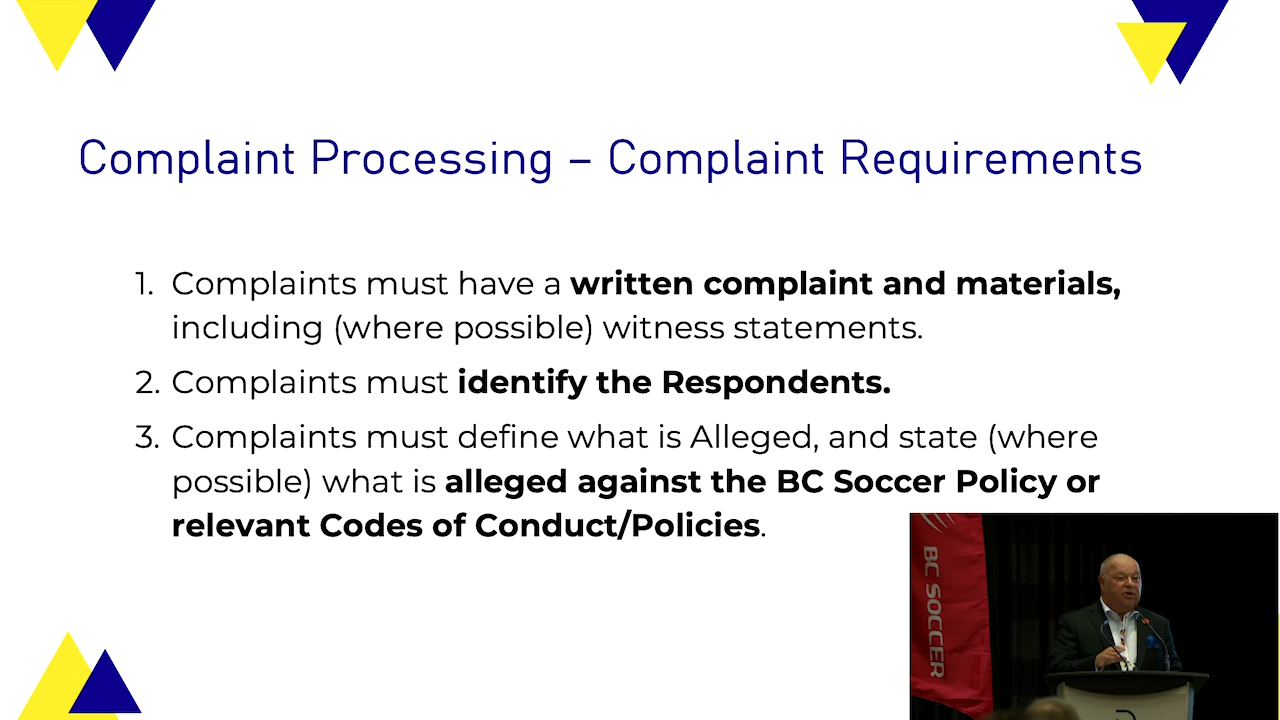 Complaint Processing – Complaint Requirements
1. Complaints must have a written complaint and materials,
including (where possible) witness statements.
2. Complaints must identify the Respondents.
3. Complaints must define what is Alleged, and state (where
possible) what is alleged against the BC Soccer Policy or
relevant Codes of Conduct/Policies.
BC SOCCER